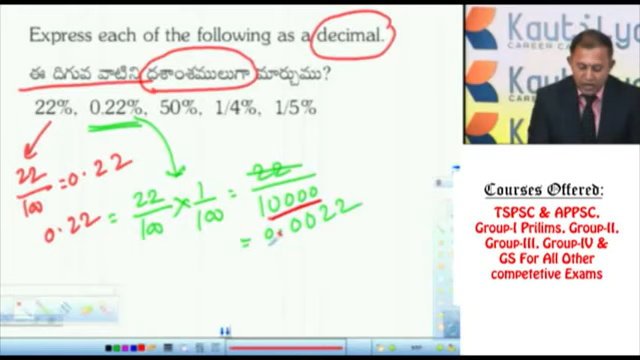 Express each of the following as a decimal.
ఈ దిగువ వాటిని దశాంశములుగా మార్చుము?
22%, 0.22%, 50%, 1/4%, 1/5%
22/100 = 0.22
0.22 = 22/100 × 1/100 = 22/10000
= 0.0022
Kautilya
CAREER
Courses Offered:
TSPSC & APPSC,
Group-I Prilims, Group-II,
Group-III, Group-IV &
GS For All Other
competetive Exams